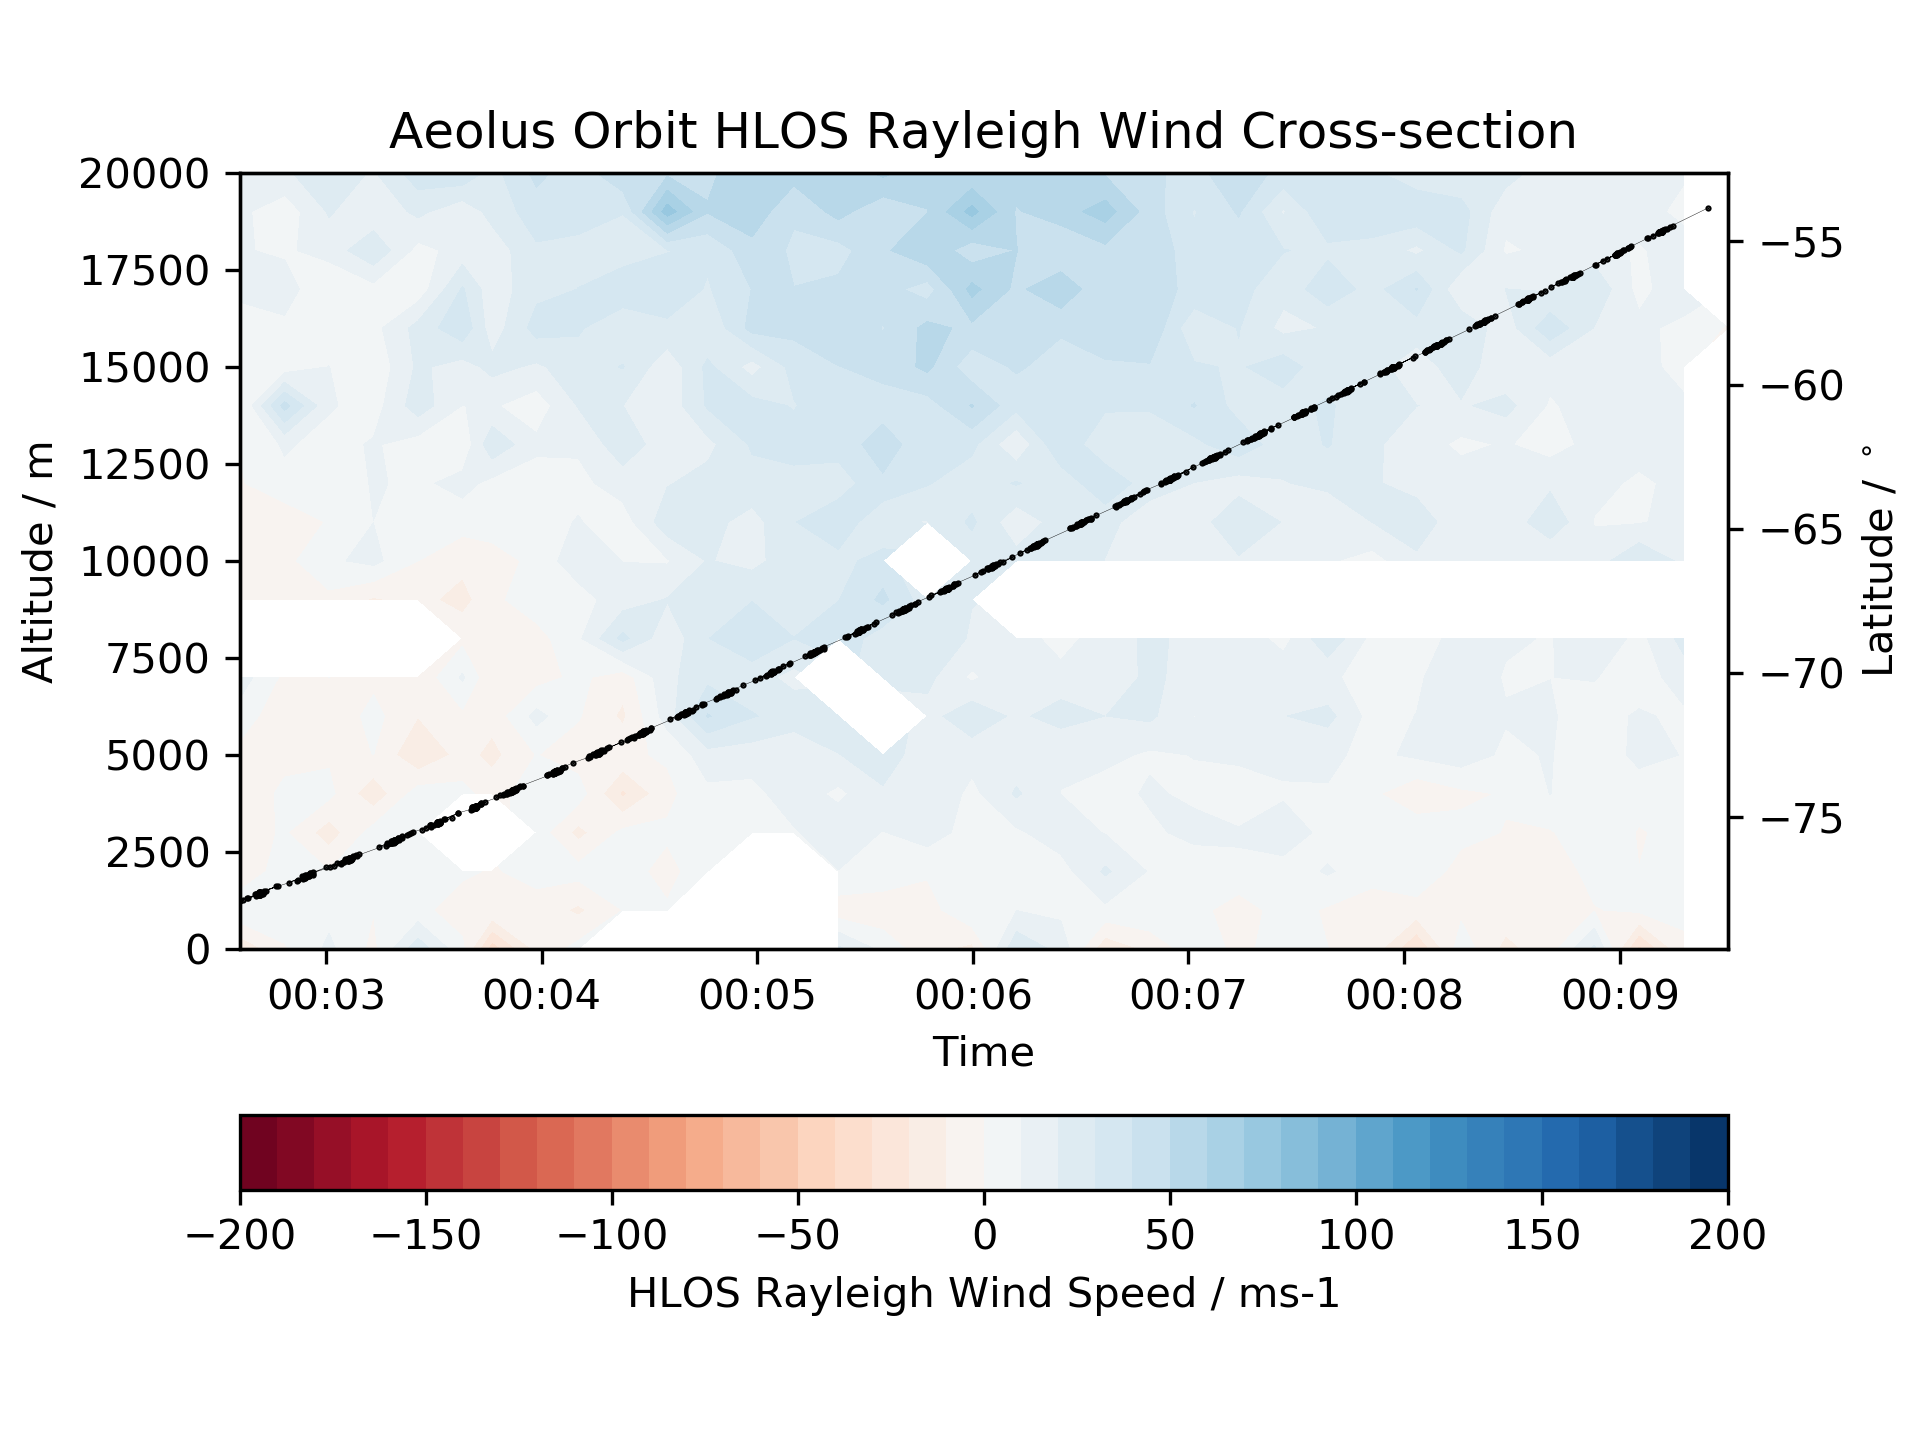 Aeolus Orbit HLOS Rayleigh Wind Cross-section
20000
17500
15000
12500
10000
7500
5000
2500
0
Altitude / m
−55
−60
−65
−70
−75
Latitude / °
00:03 00:04 00:05 00:06 00:07 00:08 00:09
Time
−200 −150 −100 −50 0 50 100 150 200
HLOS Rayleigh Wind Speed / ms-1